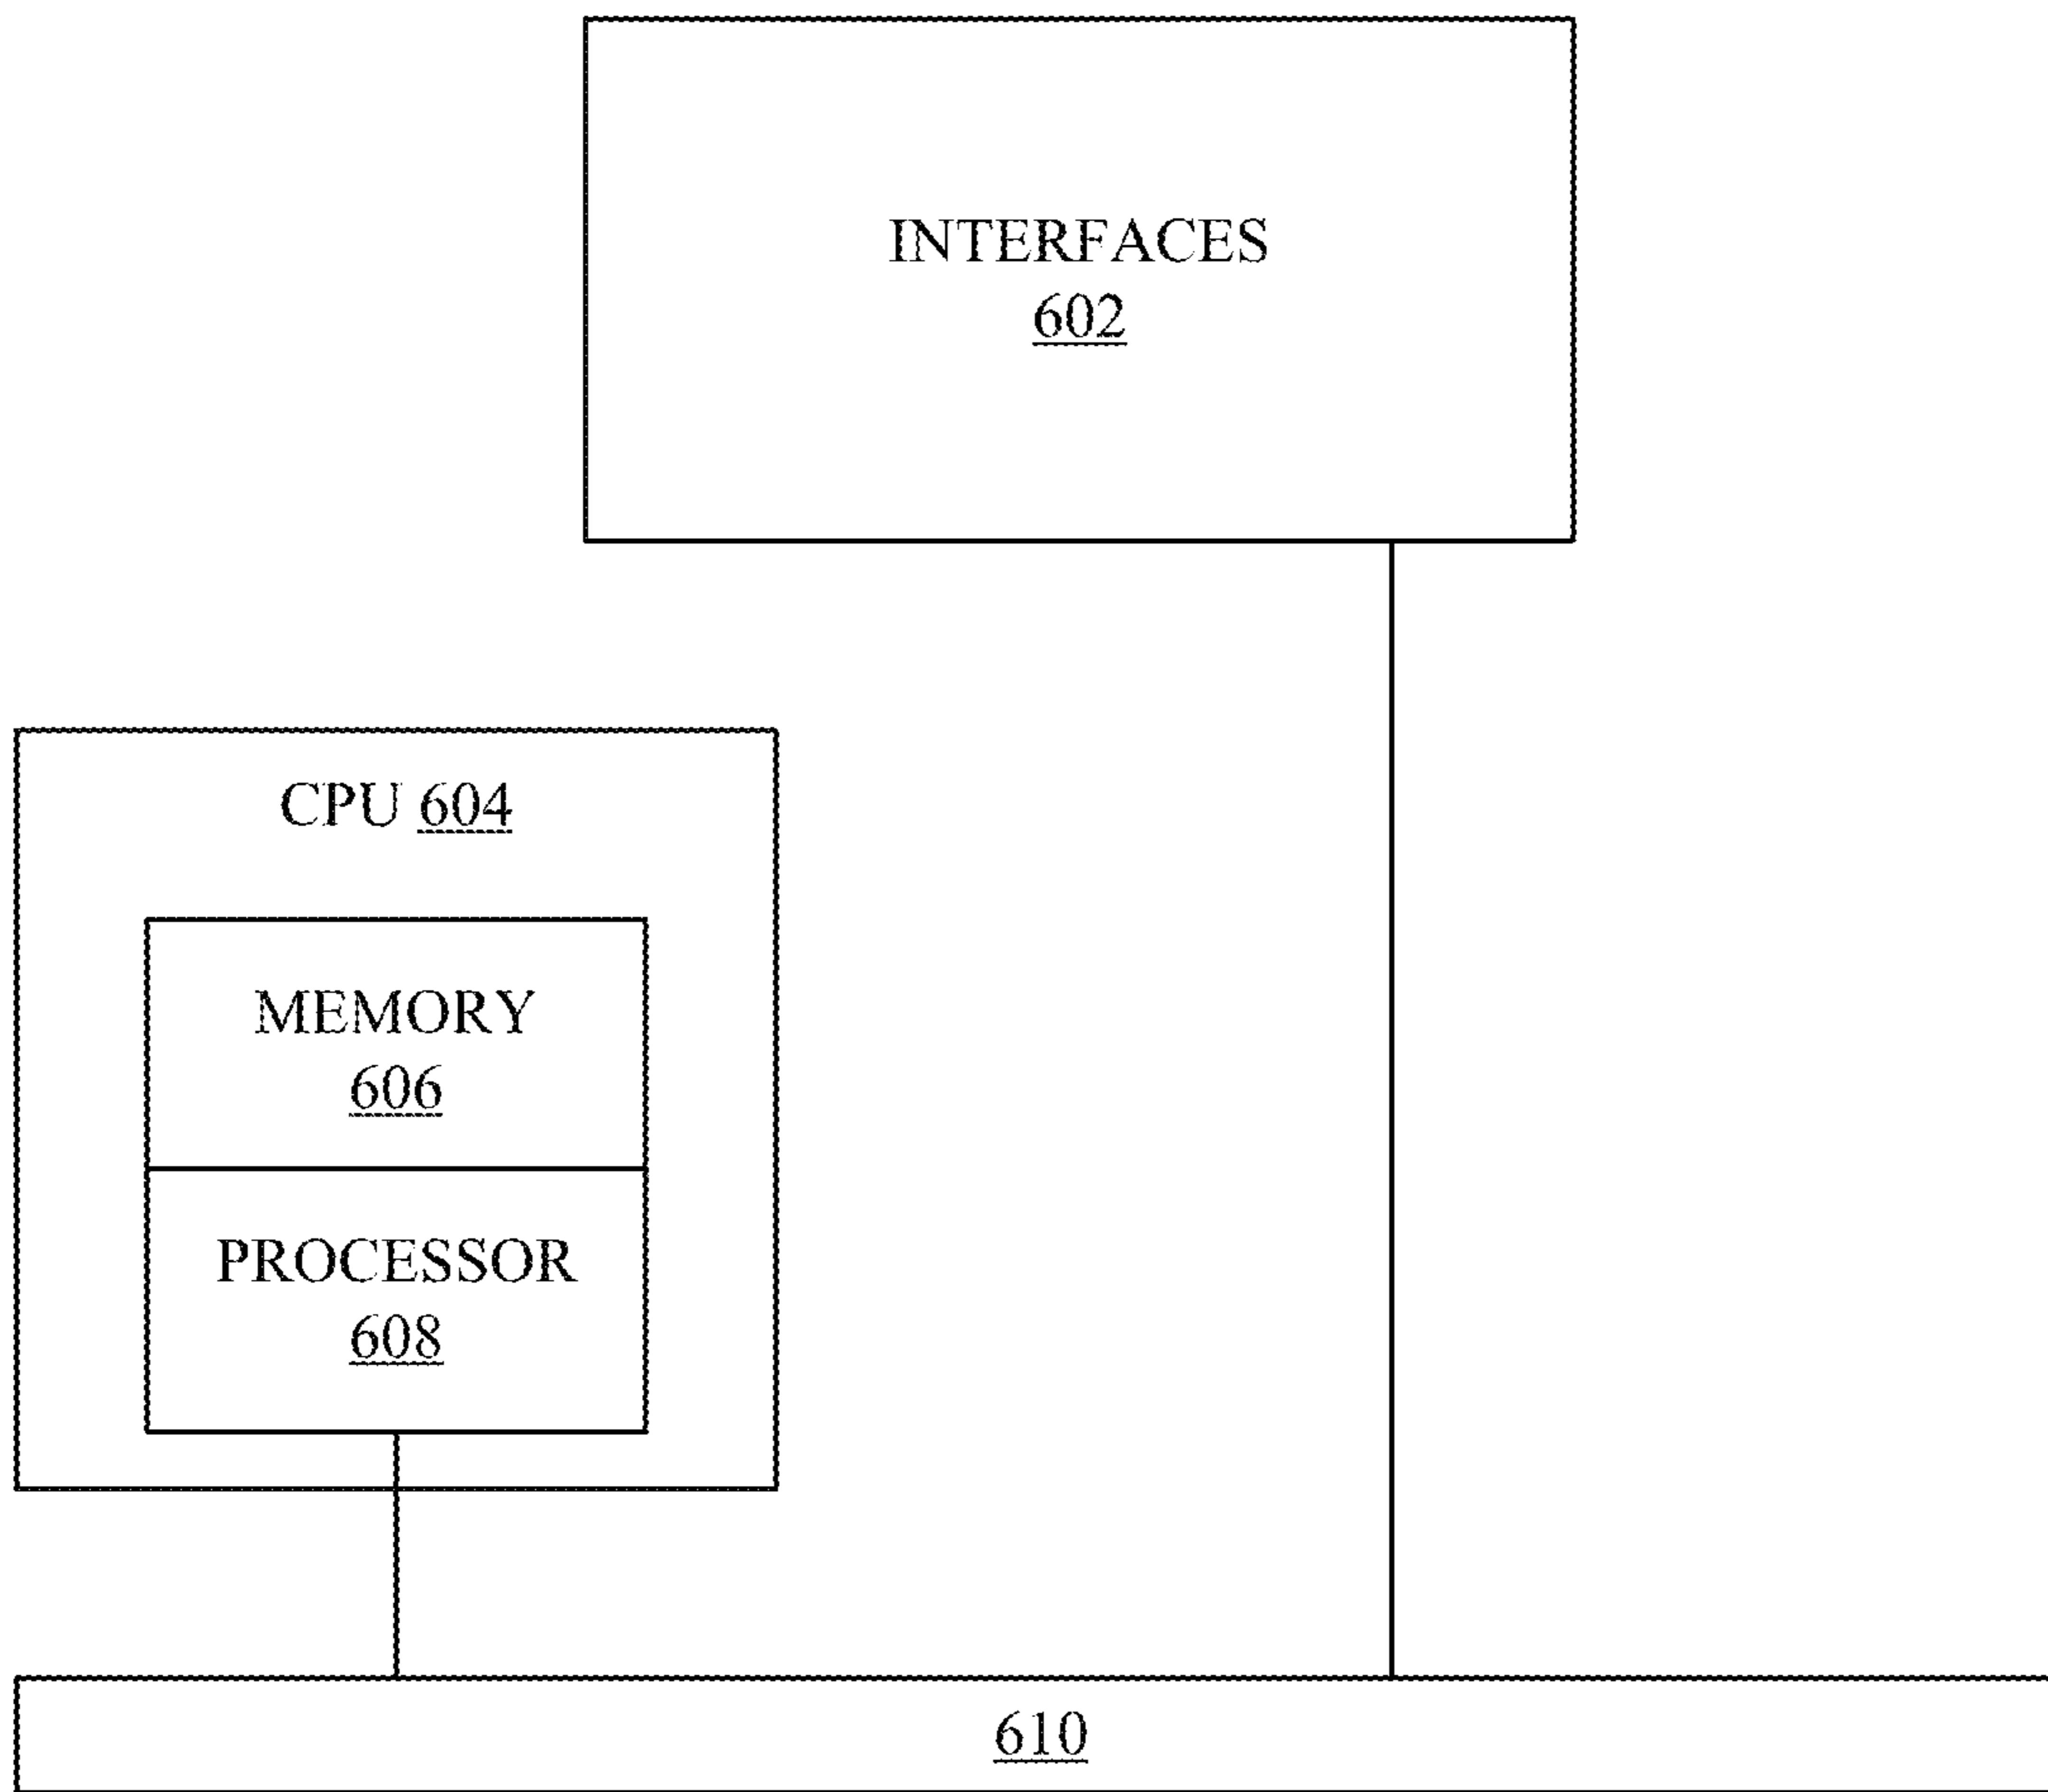 INTERFACES
602
CPU 604
MEMORY
606
PROCESSOR
608
610